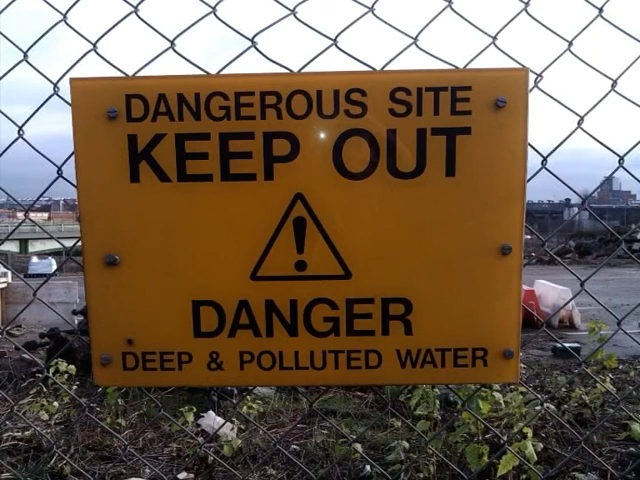 DANGEROUS SITE
KEEP OUT
DANGER
DEEP & POLLUTED WATER